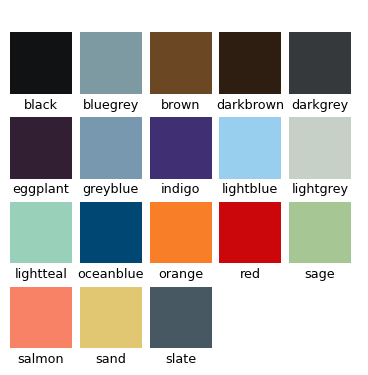 black bluegrey brown darkbrown darkgrey
eggplant greyblue indigo lightblue lightgrey
lightteal oceanblue orange red sage
salmon sand slate